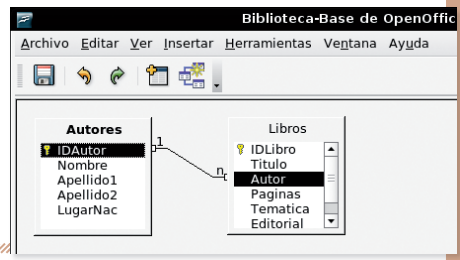 Biblioteca-Base de OpenOffic
Archivo Editar Ver Insertar Herramientas Ventana Ayuda
Autores
IDAutor
Nombre
Apellido1
Apellido2
LugarNac
1
n
Libros
IDLibro
Titulo
Autor
Paginas
Tematica
Editorial